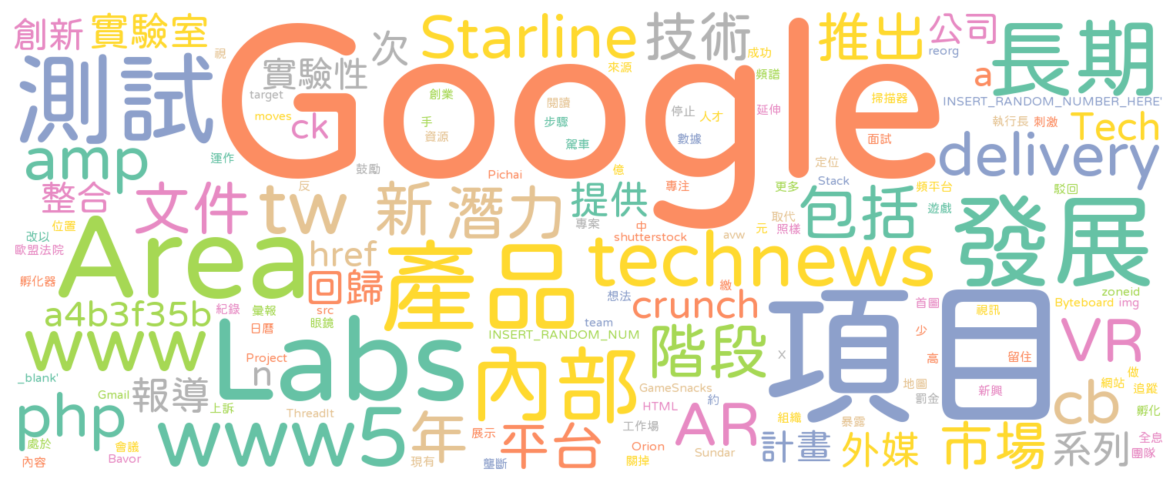 創新
實驗室
視
實驗性
次
Starline
來源
技術
成功
推出
公司
reorg
長期
測試
Google
target
moves
ck
創業
手
資源
閱讀
步驟
駕車
停止
人才
數據
頻譜
延伸
掃描器
面試
a
INSERT_RANDOM_NUMBER_HERE'
執行長
刺激
Tech
amp
運作
鼓勵
Pichai
億
專注
定位
Stack
更多
delivery
整合
文件
反
tw
新
潛力
提供
專案
中
shutterstock
avw
元
取代
照樣
包括
頻平台
遊戲
駁回
發展
位置
改以
歐盟法院
Area
href
回歸
產品
technews
孵化器
src
眼鏡
想法
crunch
繳
首圖
項目
zoneid
Byteboard
img
a4b3f35b
紀錄
彙報
日曆
INSERT_RANDOM_NUM
team
www
Labs
Project
n
內部
階段
x
視訊
少
高
留住
VR
_blank'
Gmail
報導
上訴
ThreadIt
GameSnacks
地圖
罰金
新興
網站
做
追蹤
php
www5
年
展示
平台
HTML
約
工作場
AR
組織
暴露
cb
孵化
處於
會議
內容
Bavor
現有
壟斷
Orion
關掉
Sundar
計畫
外媒
市場
系列
全息
團隊